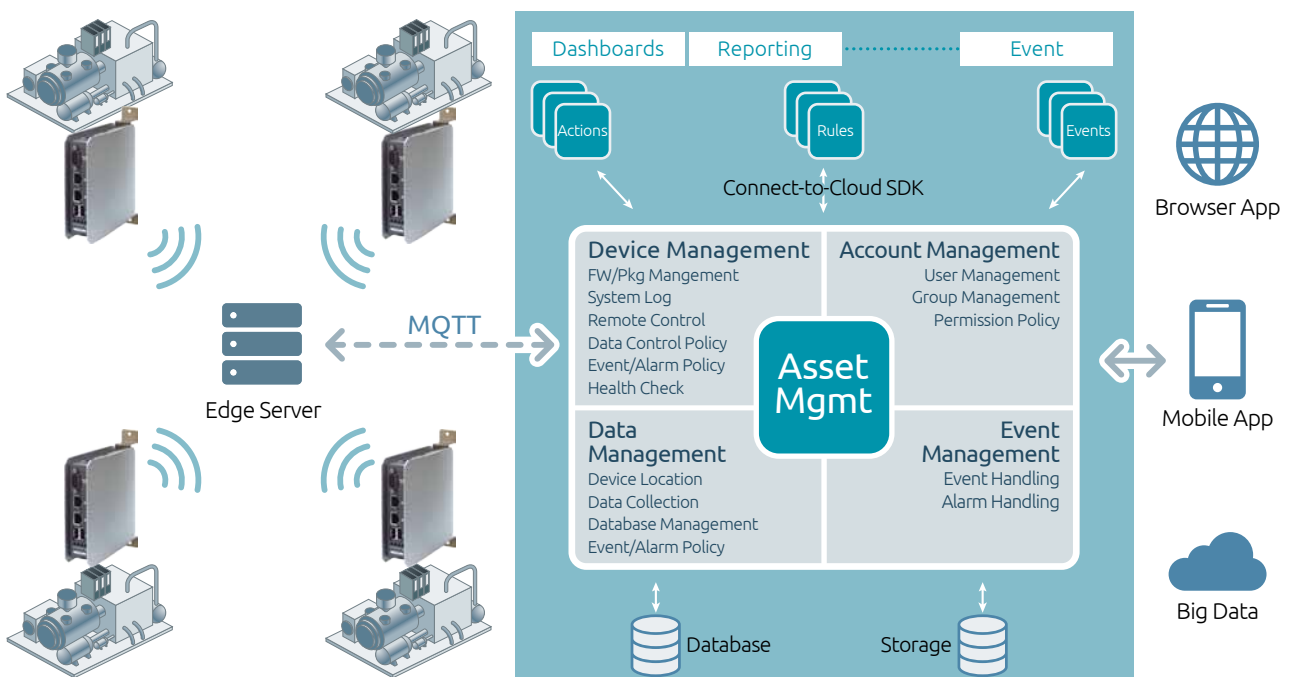 Dashboards
Reporting
Event
Actions
Rules
Events
Connect-to-Cloud SDK
Browser App
Device Management
FW/Pkg Mangement
System Log
Remote Control
Data Control Policy
Event/Alarm Policy
Health Check
Account Management
User Management
Group Management
Permission Policy
MQTT
Edge Server
Asset
Mgmt
Mobile App
Data
Management
Device Location
Data Collection
Database Management
Event/Alarm Policy
Event
Management
Event Handling
Alarm Handling
Big Data
Database
Storage